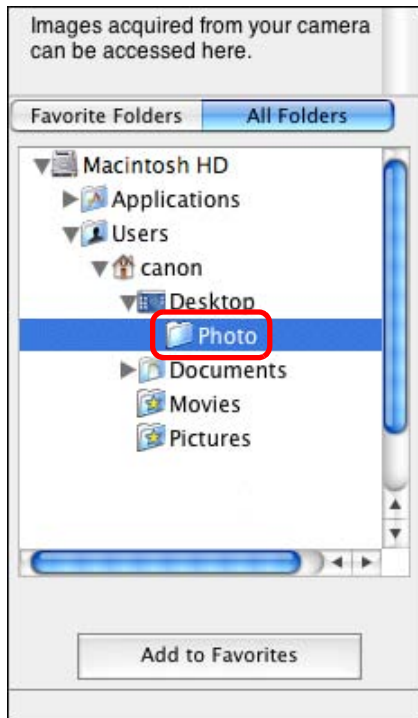 Images acquired from your camera
can be accessed here.
Favorite Folders All Folders
Macintosh HD
Applications
Users
canon
Desktop
Photo
Documents
Movies
Pictures
Add to Favorites